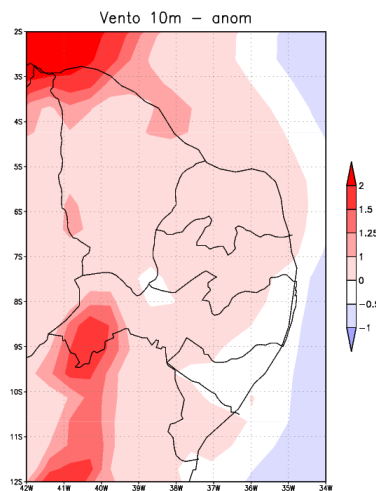 Vento 10m – anom
2S
3S
4S
5S
6S
7S
8S
9S
10S
11S
12S
42W 41W 40W 39W 38W 37W 36W 35W 34W
2
1.5
1.25
1
0
-0.5
-1